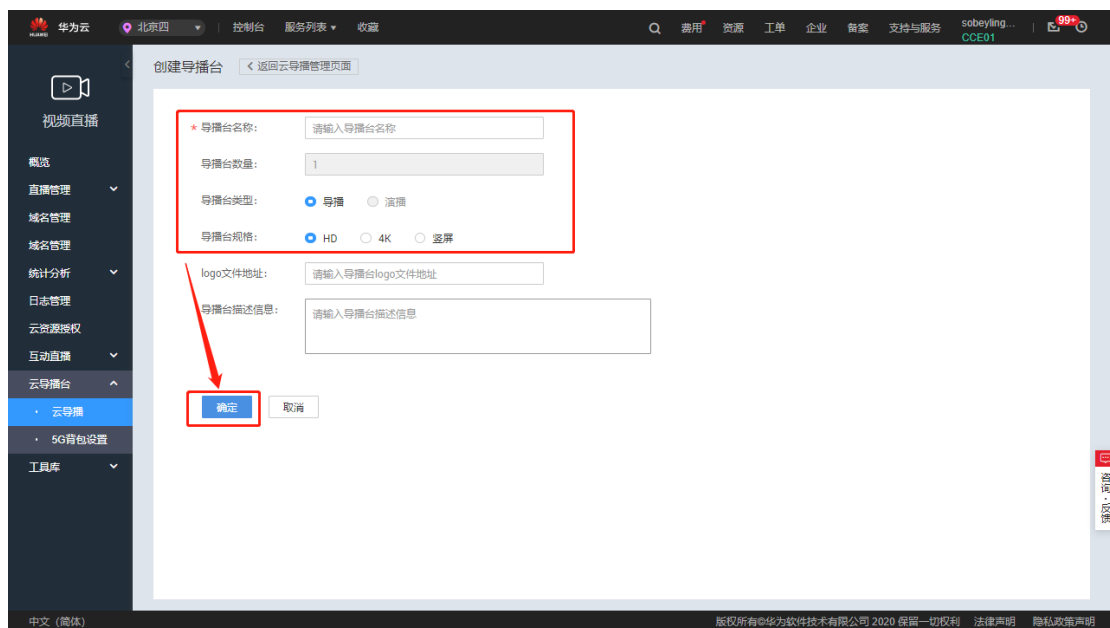 HUAWEI 华为云 北京四 控制台 服务列表 收藏 费用 资源 工单 企业 备案 支持与服务 sobeyling... 99+
CCE01
创建导播台 返回云导播管理页面
视频直播
概览
直播管理
域名管理
域名管理
统计分析
日志管理
云资源授权
互动直播
云导播台
· 云导播
· 5G背包设置
工具库
* 导播台名称: 请输入导播台名称
导播台数量: 1
导播台类型: 导播 演播
导播台规格: HD 4K 竖屏
logo文件地址: 请输入导播台logo文件地址
导播台描述信息: 请输入导播台描述信息
确定 取消
咨询·反馈
中文 (简体) 版权所有©华为软件技术有限公司 2020 保留一切权利 法律声明 隐私政策声明